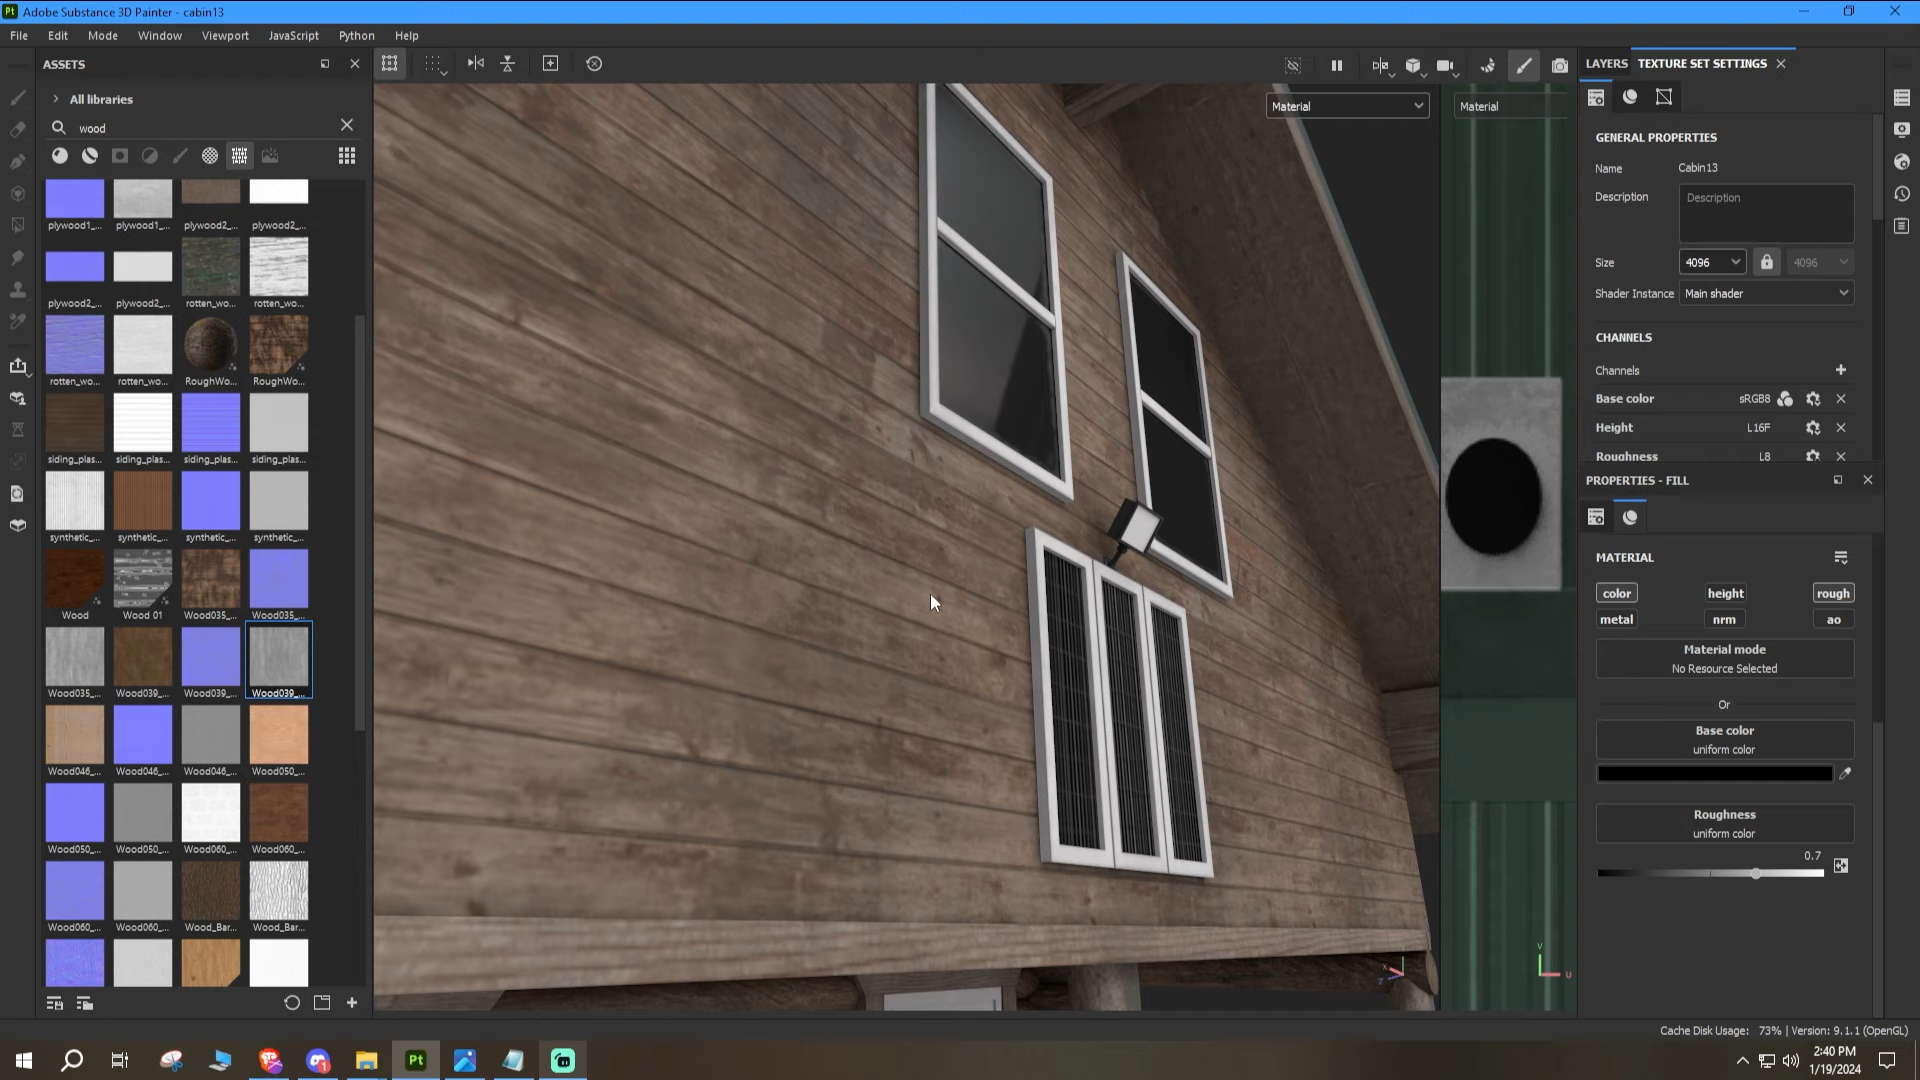 Pt Adobe Substance 3D Painter - cabin13
File Edit Mode Window Viewport JavaScript Python Help
ASSETS
LAYERS TEXTURE SET SETTINGS
All libraries
wood
Material
Material
plywood1_... plywood1_... plywood2_... plywood2_...
plywood2_... plywood2_... rotten_wo... rotten_wo...
rotten_wo... rotten_wo... RoughWo... RoughWo...
siding_plas... siding_plas... siding_plas... siding_plas...
synthetic_... synthetic_... synthetic_... synthetic_...
Wood Wood 01 Wood035_... Wood035_...
Wood035_... Wood039_... Wood039_... Wood039_...
Wood046_... Wood046_... Wood046_... Wood050_...
Wood050_... Wood050_... Wood060_... Wood060_...
Wood060_... Wood060_... Wood_Bar... Wood_Bar...
GENERAL PROPERTIES
Name Cabin13
Description Description
Size 4096 4096
Shader Instance Main shader
CHANNELS
Channels
Base color sRGB8
Height L16F
Roughness L8
PROPERTIES - FILL
MATERIAL
color height rough
metal nrm ao
Material mode
No Resource Selected
Or
Base color
uniform color
Roughness
uniform color
0.7
V
U
Y
X
Z
Cache Disk Usage: 73% | Version: 9.1.1 (OpenGL)
1
Pt
2:40 PM
1/19/2024